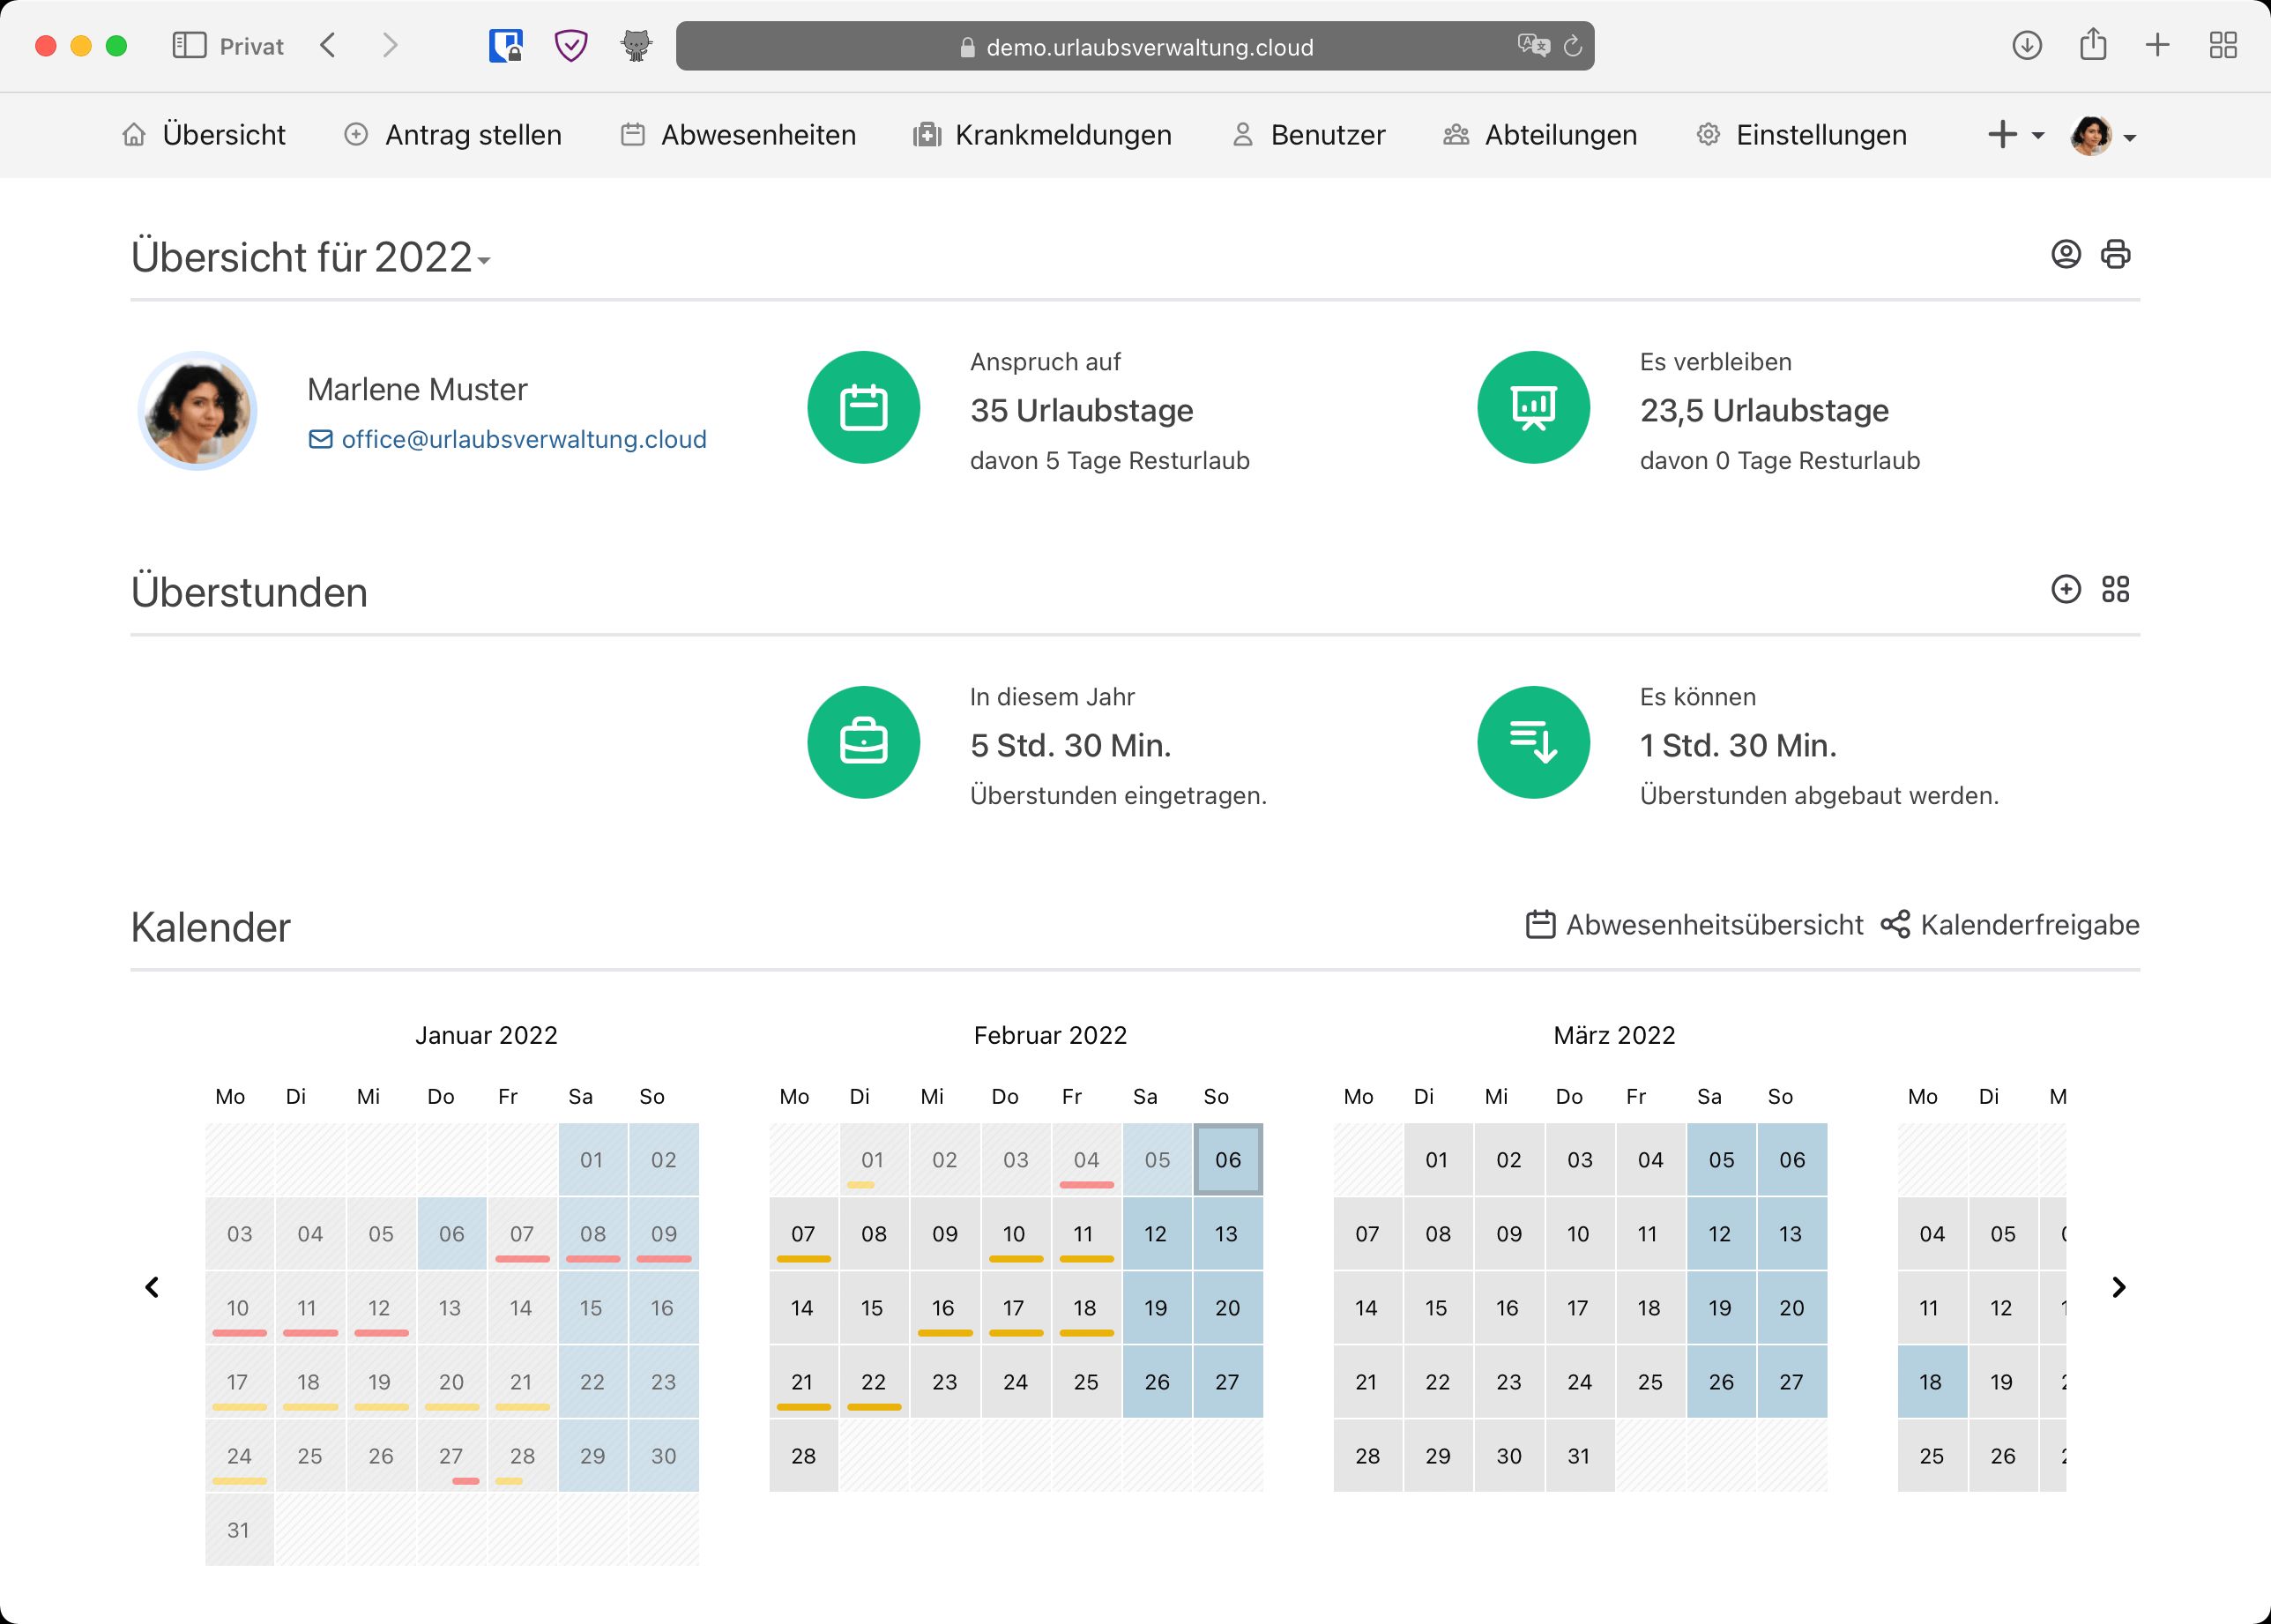 Privat
demo.urlaubsverwaltung.cloud
Übersicht Antrag stellen Abwesenheiten Krankmeldungen Benutzer Abteilungen Einstellungen
Übersicht für 2022
Marlene Muster
office@urlaubsverwaltung.cloud
Anspruch auf
35 Urlaubstage
davon 5 Tage Resturlaub
Es verbleiben
23,5 Urlaubstage
davon 0 Tage Resturlaub
Überstunden
In diesem Jahr
5 Std. 30 Min.
Überstunden eingetragen.
Es können
1 Std. 30 Min.
Überstunden abgebaut werden.
Kalender
Abwesenheitsübersicht Kalenderfreigabe
Januar 2022
Mo Di Mi Do Fr Sa So
01 02
03 04 05 06 07 08 09
10 11 12 13 14 15 16
17 18 19 20 21 22 23
24 25 26 27 28 29 30
31
Februar 2022
Mo Di Mi Do Fr Sa So
01 02 03 04 05 06
07 08 09 10 11 12 13
14 15 16 17 18 19 20
21 22 23 24 25 26 27
28
März 2022
Mo Di Mi Do Fr Sa So
01 02 03 04 05 06
07 08 09 10 11 12 13
14 15 16 17 18 19 20
21 22 23 24 25 26 27
28 29 30 31
Mo Di M
04 05
11 12
18 19
25 26